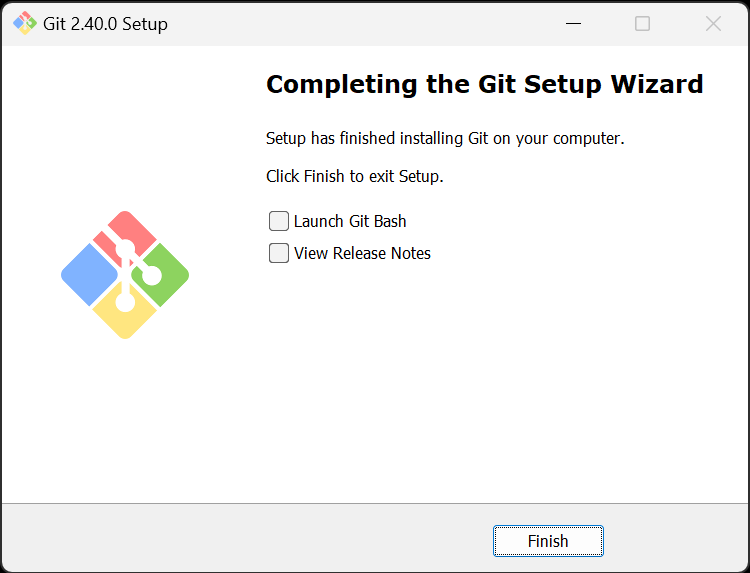 Git 2.40.0 Setup
Completing the Git Setup Wizard
Setup has finished installing Git on your computer.
Click Finish to exit Setup.
Launch Git Bash
View Release Notes
Finish